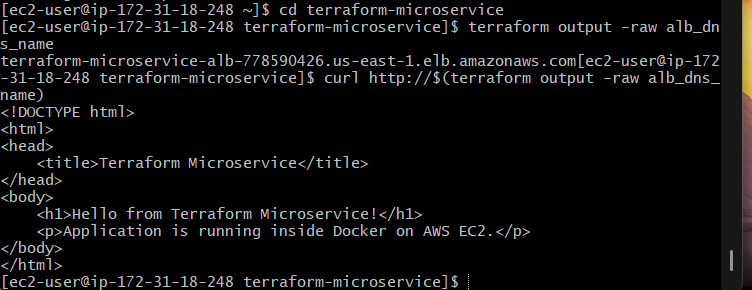 [ec2-user@ip-172-31-18-248 ~]$ cd terraform-microservice
[ec2-user@ip-172-31-18-248 terraform-microservice]$ terraform output -raw alb_dn
s_name
terraform-microservice-alb-778590426.us-east-1.elb.amazonaws.com[ec2-user@ip-172
-31-18-248 terraform-microservice]$ curl http://$(terraform output -raw alb_dns_
name)
<!DOCTYPE html>
<html>
<head>
    <title>Terraform Microservice</title>
</head>
<body>
    <h1>Hello from Terraform Microservice!</h1>
    <p>Application is running inside Docker on AWS EC2.</p>
</body>
</html>
[ec2-user@ip-172-31-18-248 terraform-microservice]$